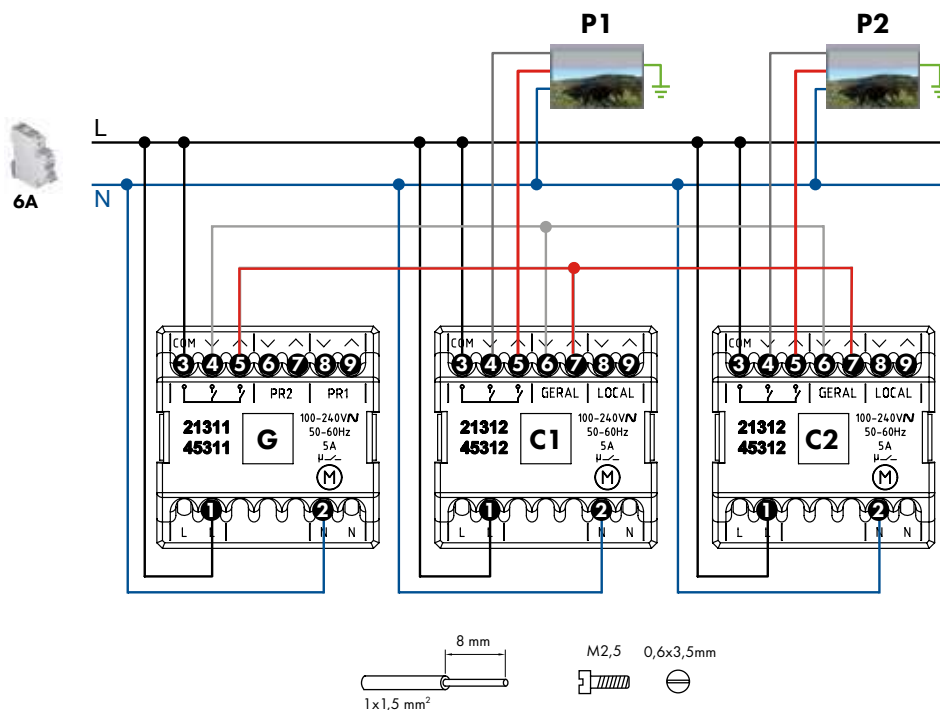 P1 P2
L
6A
N
COM 3 4 5 6 7 8 9
PR2 PR1
21311
45311
G
100-240V
50-60Hz
5A
µ
M
1 2
L L N N
COM 3 4 5 6 7 8 9
GERAL LOCAL
21312
45312
C1
100-240V
50-60Hz
5A
µ
M
1 2
L L N N
COM 3 4 5 6 7 8 9
GERAL LOCAL
21312
45312
C2
100-240V
50-60Hz
5A
µ
M
1 2
L L N N
8 mm
1x1,5 mm²
M2,5 0,6x3,5mm